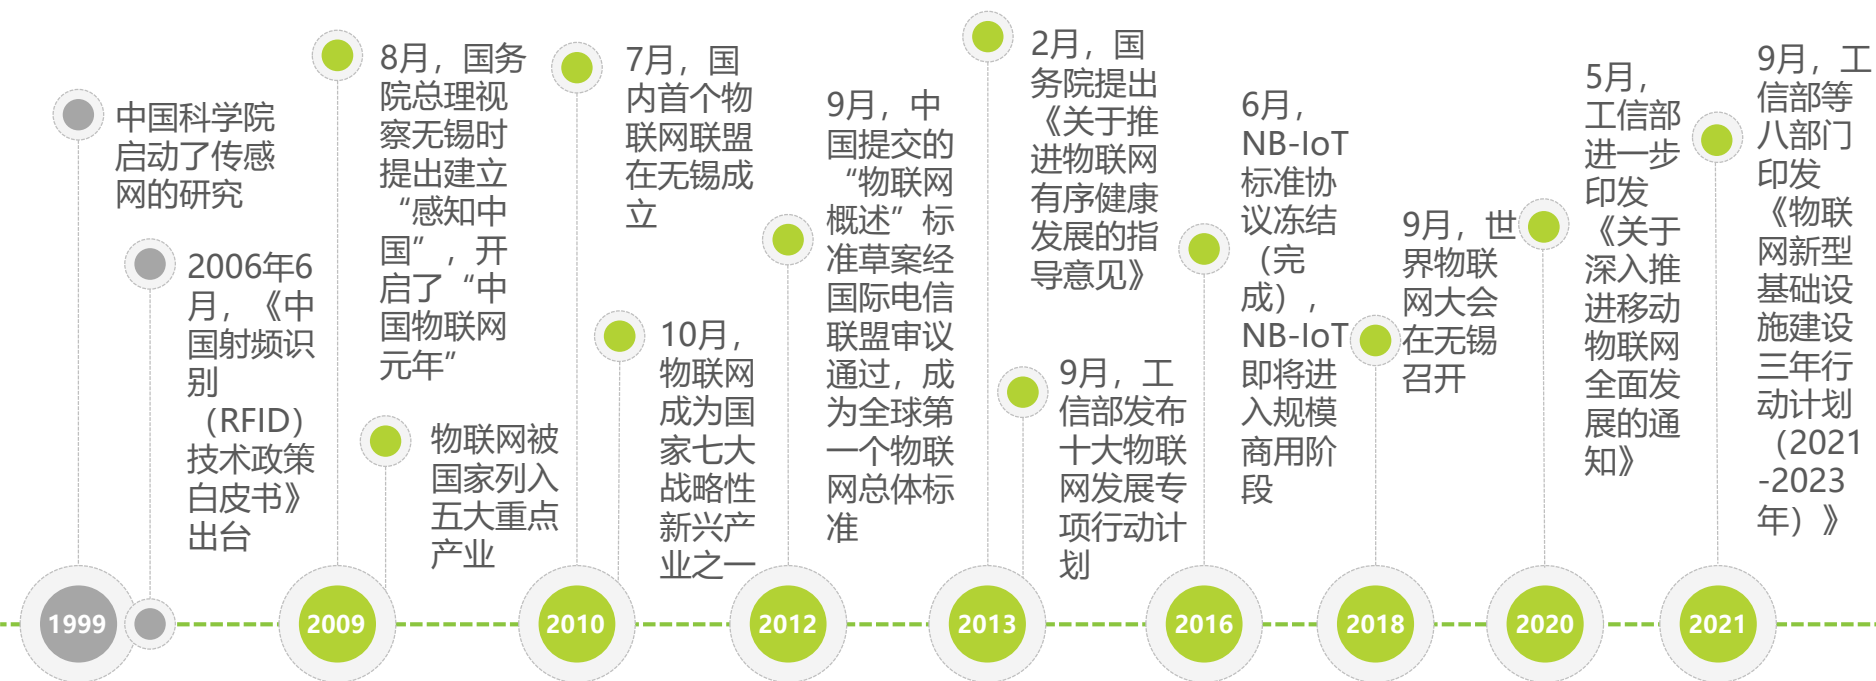 中国科学院
启动了传感
网的研究
2006年6
月，《中
国射频识
别
（RFID）
技术政策
白皮书》
出台
8月，国务
院总理视
察无锡时
提出建立
“感知中
国”，开
启了“中
国物联网
元年”
物联网被
国家列入
五大重点
产业
7月，国
内首个物
联网联盟
在无锡成
立
10月，
物联网
成为国
家七大
战略性
新兴产
业之一
9月，中
国提交的
“物联网
概述”标
准草案经
国际电信
联盟审议
通过，成
为全球第
一个物联
网总体标
准
2月，国
务院提出
《关于推
进物联网
有序健康
发展的指
导意见》
9月，工
信部发布
十大物联
网发展专
项行动计
划
6月，
NB-IoT
标准协
议冻结
（完
成），
NB-IoT
即将进
入规模
商用阶
段
9月，世
界物联
网大会
在无锡
召开
5月，
工信部
进一步
印发
《关于
深入推
进移动
物联网
全面发
展的通
知》
9月，工
信部等
八部门
印发
《物联
网新型
基础设
施建设
三年行
动计划
（2021
-2023
年）》
1999
2009
2010
2012
2013
2016
2018
2020
2021